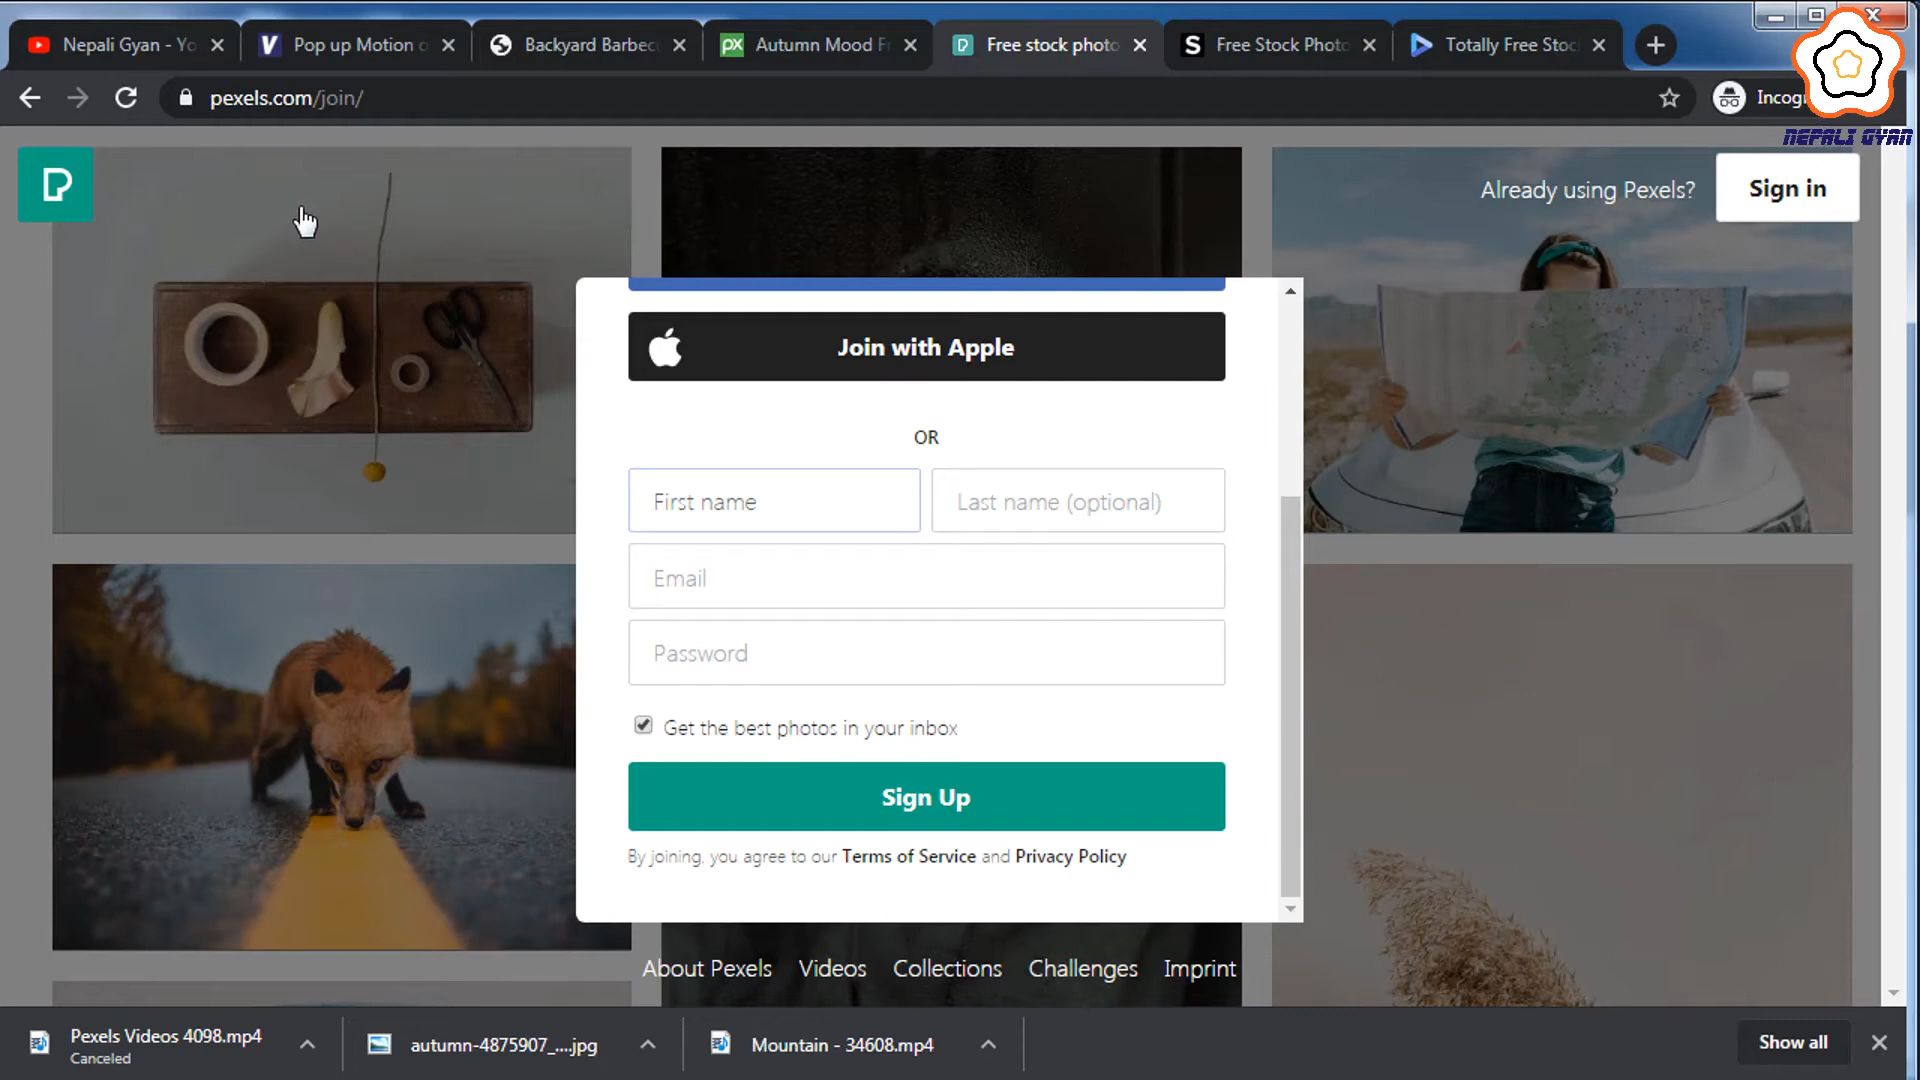 Nepali Gyan - Yo
Pop up Motion
Backyard Barbec
Autumn Mood F
Free stock photo
Free Stock Photo
Totally Free Stoc
pexels.com/join/
Incog
NEPALI GYAN
Already using Pexels?
Sign in
Join with Apple
OR
First name
Last name (optional)
Email
Password
Get the best photos in your inbox
Sign Up
By joining, you agree to our Terms of Service and Privacy Policy
About Pexels Videos Collections Challenges Imprint
Pexels Videos 4098.mp4
Canceled
autumn-4875907_....jpg
Mountain - 34608.mp4
Show all